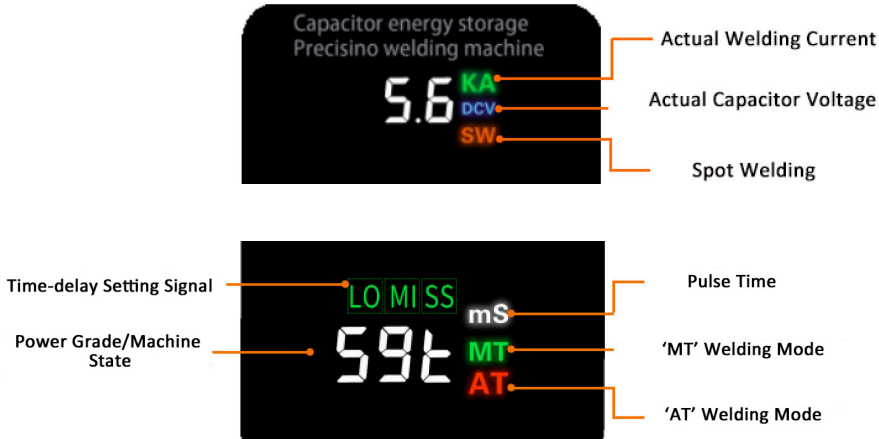 Capacitor energy storage
Precisino welding machine
5.6
KA
DCV
SW
Actual Welding Current
Actual Capacitor Voltage
Spot Welding
Time-delay Setting Signal
Power Grade/Machine
State
LO MI SS
59t
mS
MT
AT
Pulse Time
‘MT’ Welding Mode
‘AT’ Welding Mode